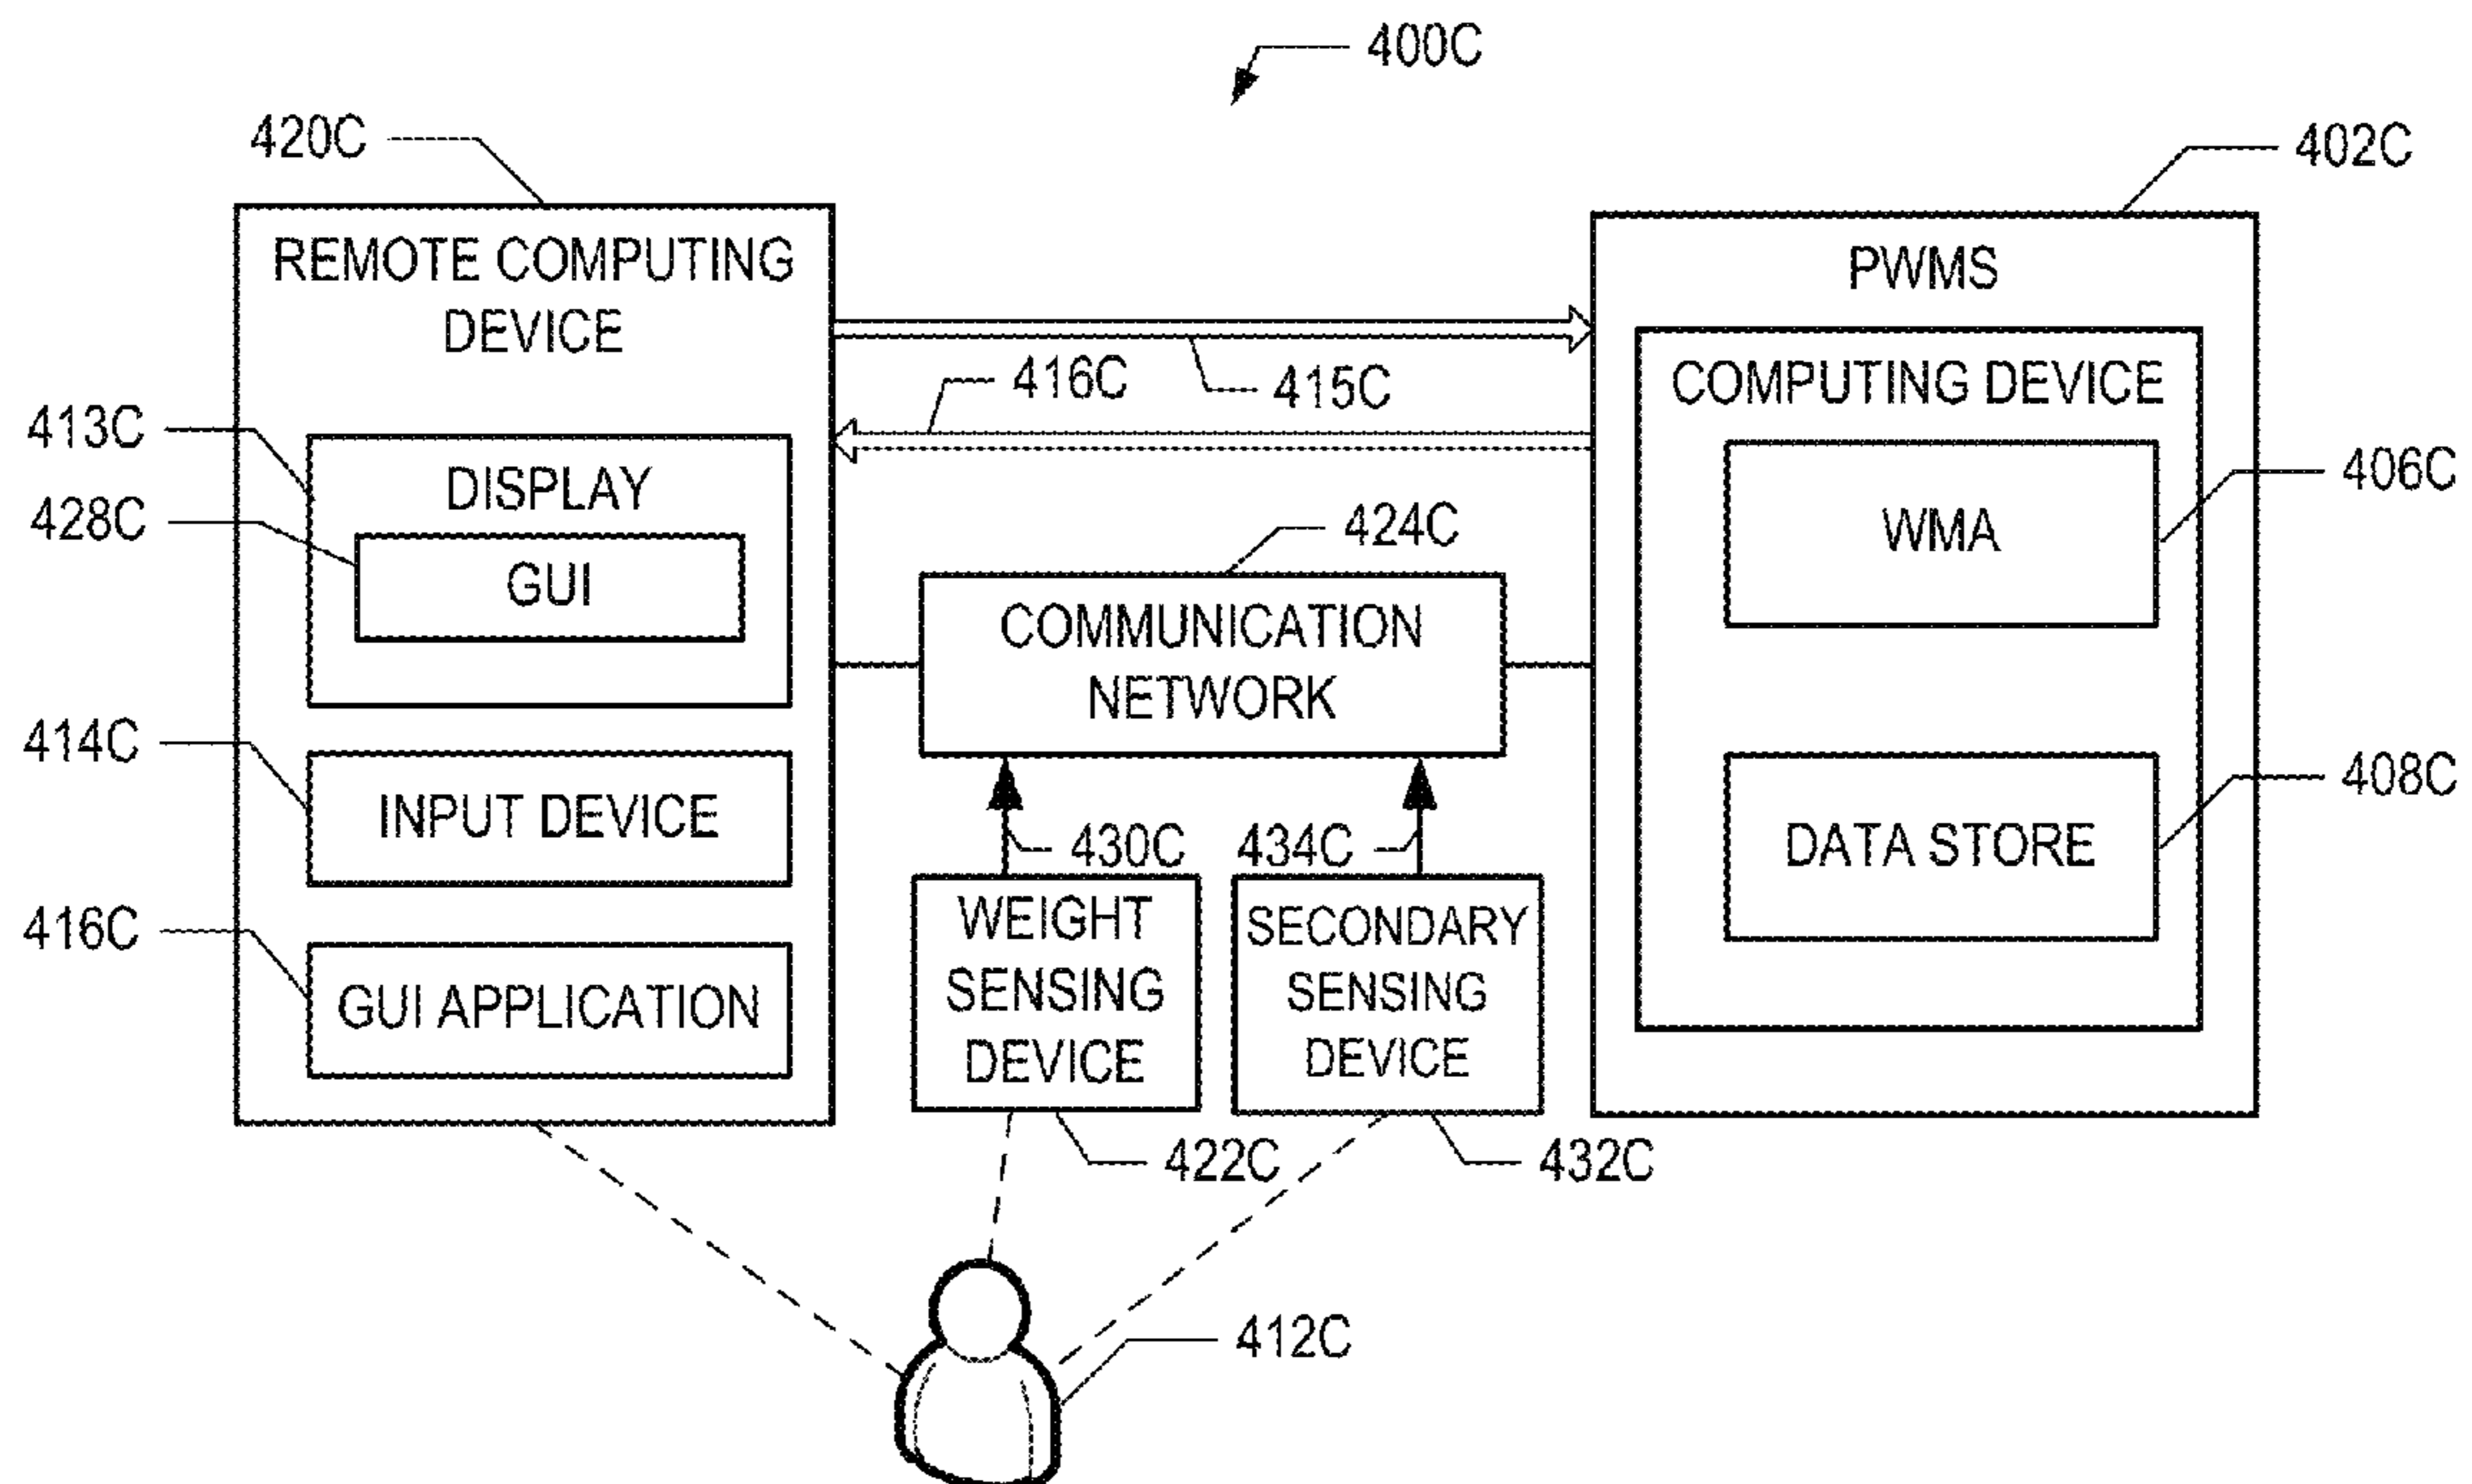 400C
420C
402C
REMOTE COMPUTING
DEVICE
PWMS
415C
416C
COMPUTING DEVICE
413C
DISPLAY
428C
GUI
406C
WMA
424C
COMMUNICATION
NETWORK
414C
INPUT DEVICE
408C
DATA STORE
430C
434C
416C
GUI APPLICATION
WEIGHT
SENSING
DEVICE
SECONDARY
SENSING
DEVICE
422C
432C
412C